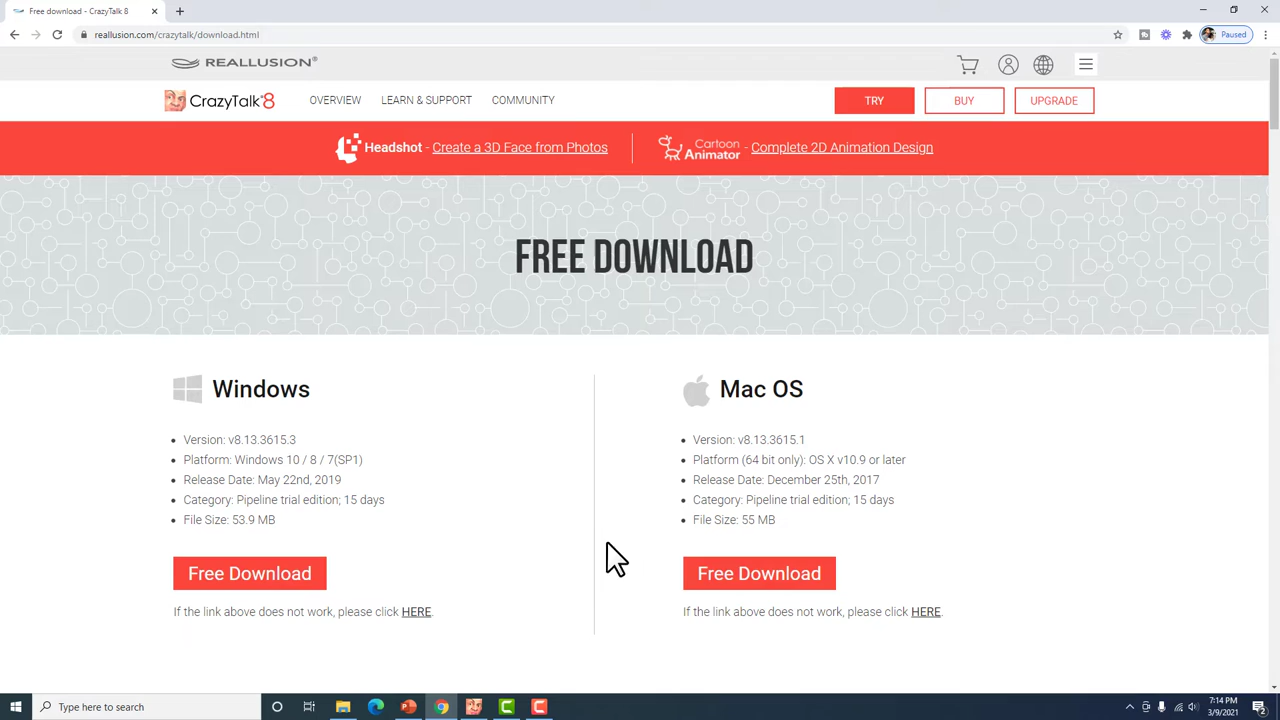 Free download - CrazyTalk 8
reallusion.com/crazytalk/download.html
Paused
REALLUSION®
CrazyTalk®8
OVERVIEW
LEARN & SUPPORT
COMMUNITY
TRY
BUY
UPGRADE
Headshot - Create a 3D Face from Photos
Cartoon Animator - Complete 2D Animation Design
FREE DOWNLOAD
Windows
• Version: v8.13.3615.3
• Platform: Windows 10 / 8 / 7(SP1)
• Release Date: May 22nd, 2019
• Category: Pipeline trial edition; 15 days
• File Size: 53.9 MB
Free Download
If the link above does not work, please click HERE.
Mac OS
• Version: v8.13.3615.1
• Platform (64 bit only): OS X v10.9 or later
• Release Date: December 25th, 2017
• Category: Pipeline trial edition; 15 days
• File Size: 55 MB
Free Download
If the link above does not work, please click HERE.
Type here to search
7:14 PM
3/9/2021
2